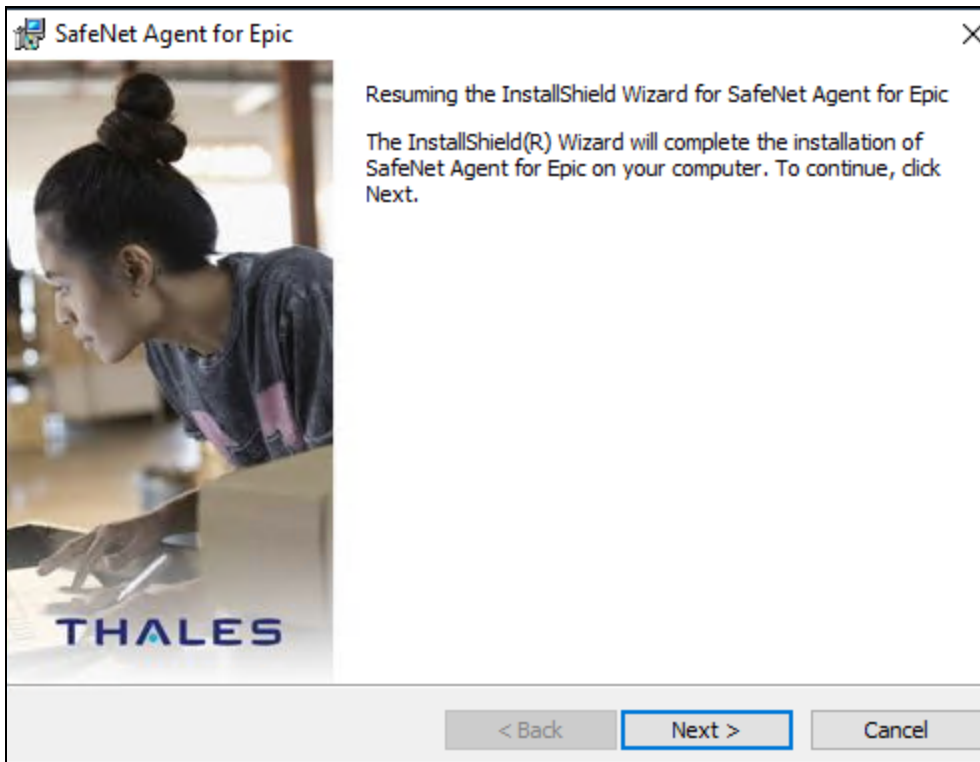 SafeNet Agent for Epic
Resuming the InstallShield Wizard for SafeNet Agent for Epic
The InstallShield(R) Wizard will complete the installation of
SafeNet Agent for Epic on your computer. To continue, click
Next.
THALES
< Back
Next >
Cancel